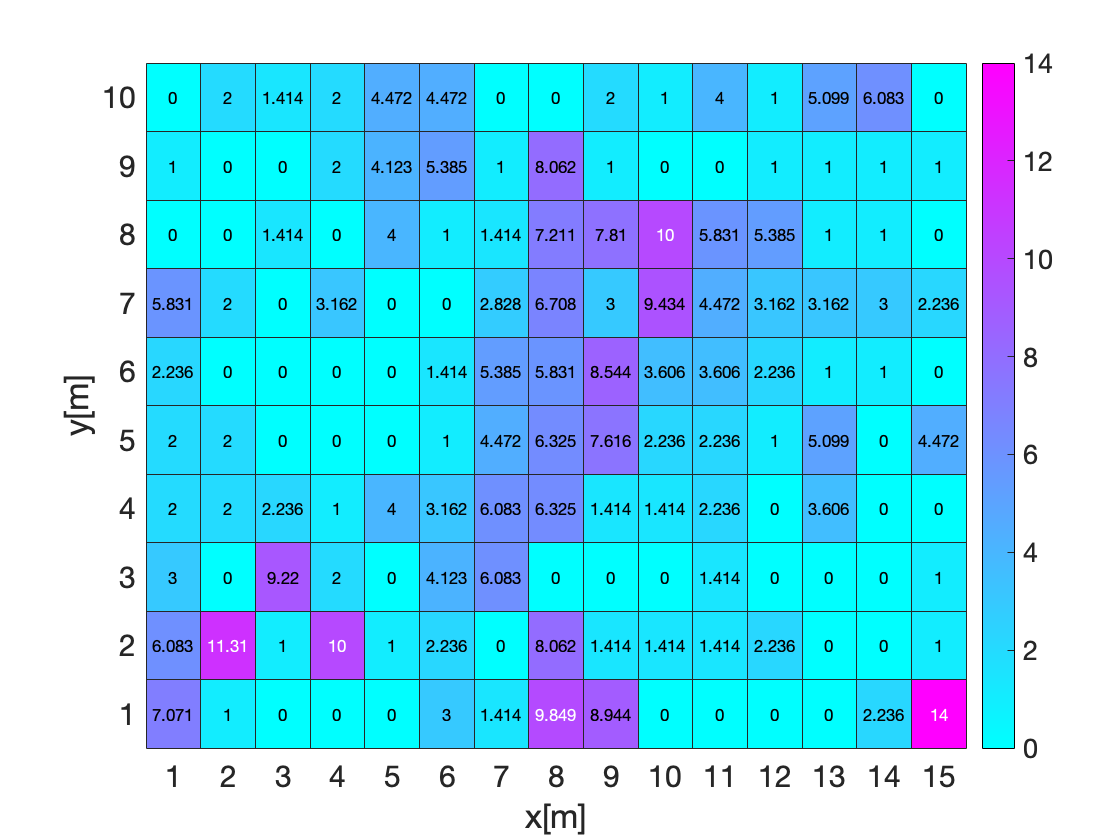 10 0 2 1.414 2 4.472 4.472 0 0 2 1 4 1 5.099 6.083 0
9 1 0 0 2 4.123 5.385 1 8.062 1 0 0 1 1 1 1
8 0 0 1.414 0 4 1 1.414 7.211 7.81 10 5.831 5.385 1 1 0
7 5.831 2 0 3.162 0 0 2.828 6.708 3 9.434 4.472 3.162 3.162 3 2.236
6 2.236 0 0 0 0 1.414 5.385 5.831 8.544 3.606 3.606 2.236 1 1 0
5 2 2 0 0 0 1 4.472 6.325 7.616 2.236 2.236 1 5.099 0 4.472
4 2 2 2.236 1 4 3.162 6.083 6.325 1.414 1.414 2.236 0 3.606 0 0
3 3 0 9.22 2 0 4.123 6.083 0 0 0 1.414 0 0 0 1
2 6.083 11.31 1 10 1 2.236 0 8.062 1.414 1.414 1.414 2.236 0 0 1
1 7.071 1 0 0 0 3 1.414 9.849 8.944 0 0 0 0 2.236 14
1 2 3 4 5 6 7 8 9 10 11 12 13 14 15
x[m]
y[m]
14
12
10
8
6
4
2
0